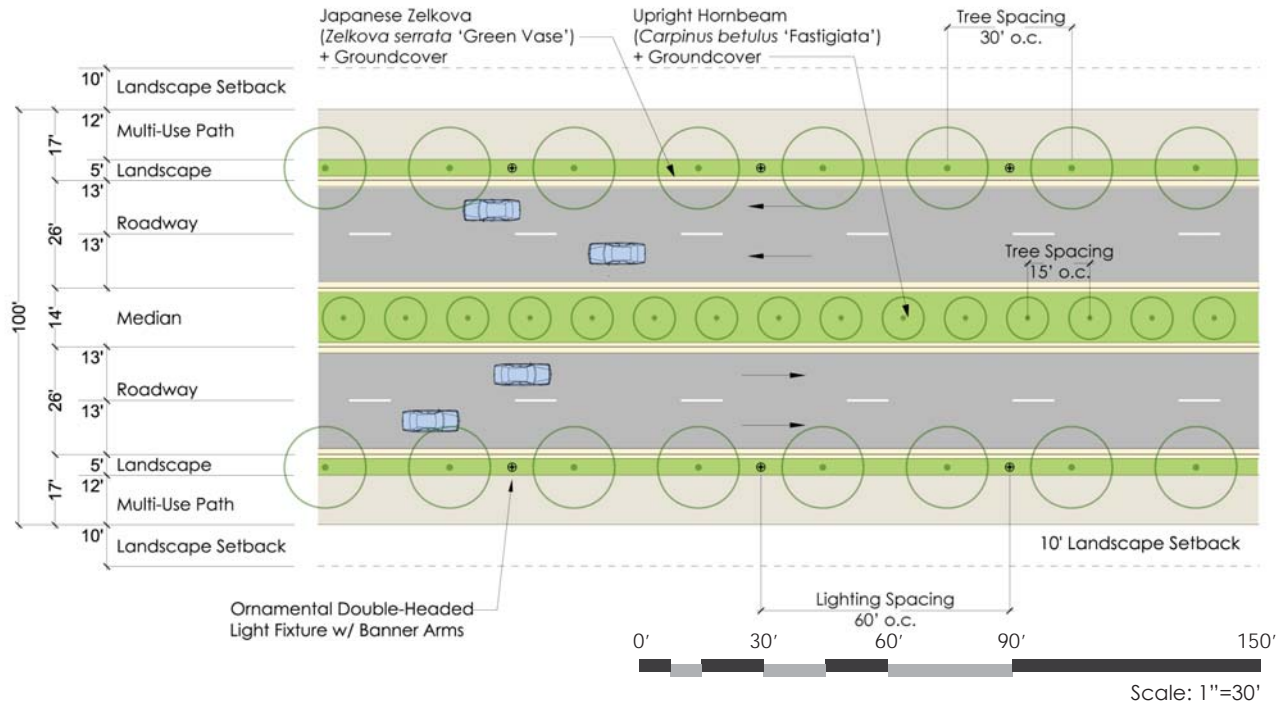 Japanese Zelkova
(Zelkova serrata ‘Green Vase’)
+ Groundcover
Upright Hornbeam
(Carpinus betulus ‘Fastigiata’)
+ Groundcover
Tree Spacing
30’ o.c.
10'
Landscape Setback
12'
Multi-Use Path
17'
5'
Landscape
13'
Roadway
26'
13'
Tree Spacing
15’ o.c.
100'
14'
Median
13'
Roadway
26'
13'
5'
Landscape
12'
17'
Multi-Use Path
10'
Landscape Setback
10' Landscape Setback
Ornamental Double-Headed
Light Fixture w/ Banner Arms
Lighting Spacing
60’ o.c.
0’ 30’ 60’ 90’ 150’
Scale: 1”=30’